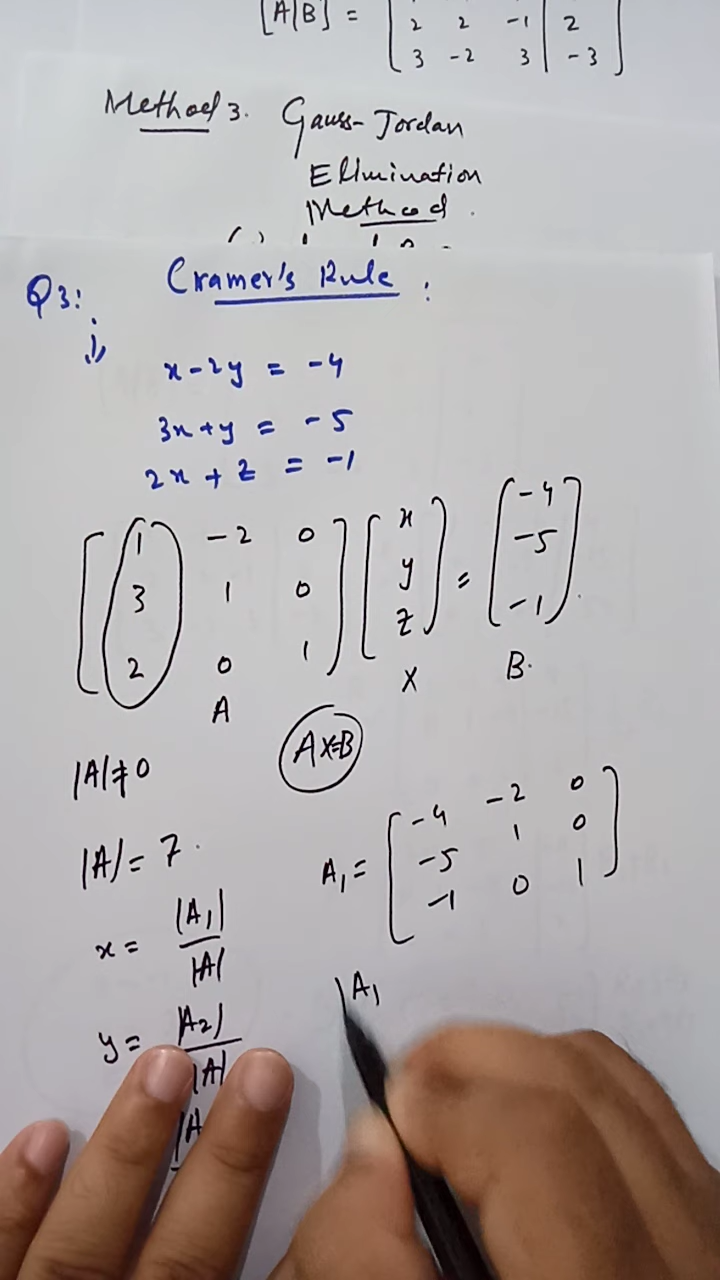 [A|B] =
2 2 -1 2
3 -2 3 -3
Method 3. Gauss-Jordan
Elimination
Method.
Q3: Cramer's Rule:
x-2y = -4
3x+y = -5
2x + z = -1
1 -2 0 x -4
3 1 0 y = -5
2 0 1 z -1
A X B.
|A|≠0 AX=B
|A|= 7.
A₁ =
-4 -2 0
-5 1 0
-1 0 1
x = |A₁| / |A|
|A₁
y = |A₂| / |A|
|A